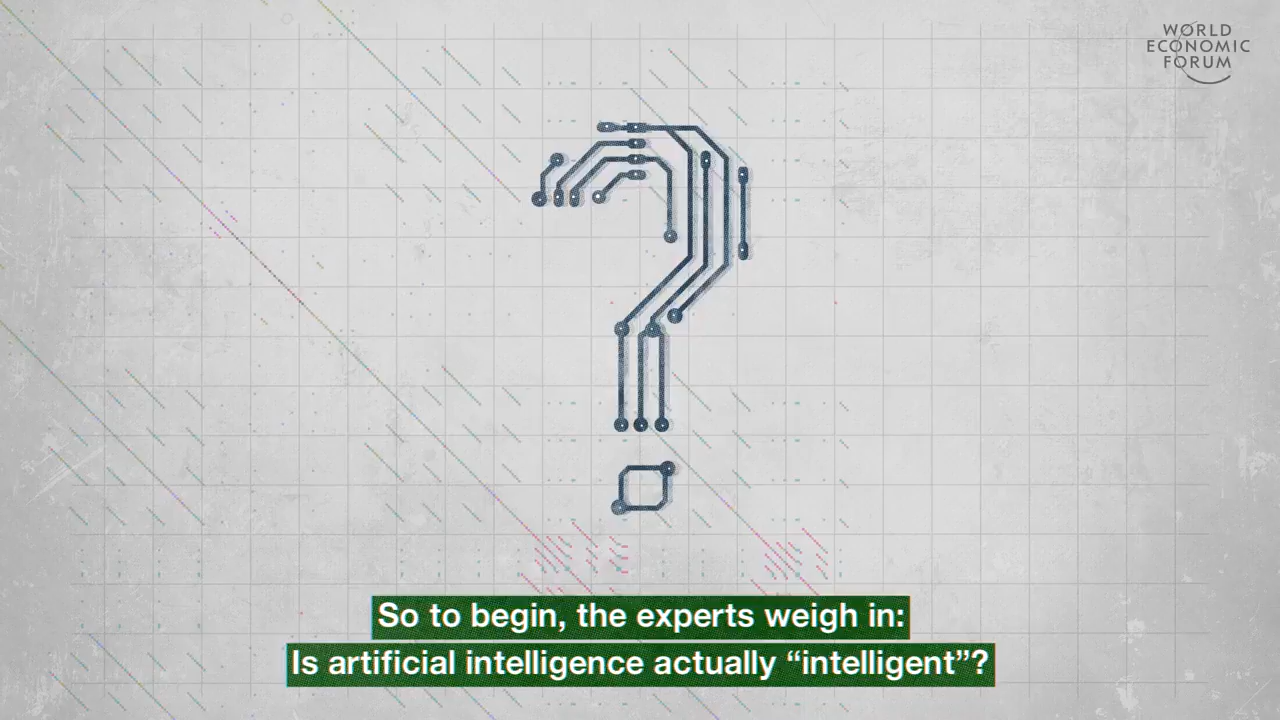 WORLD
ECONOMIC
FORUM
So to begin, the experts weigh in:
Is artificial intelligence actually “intelligent”?